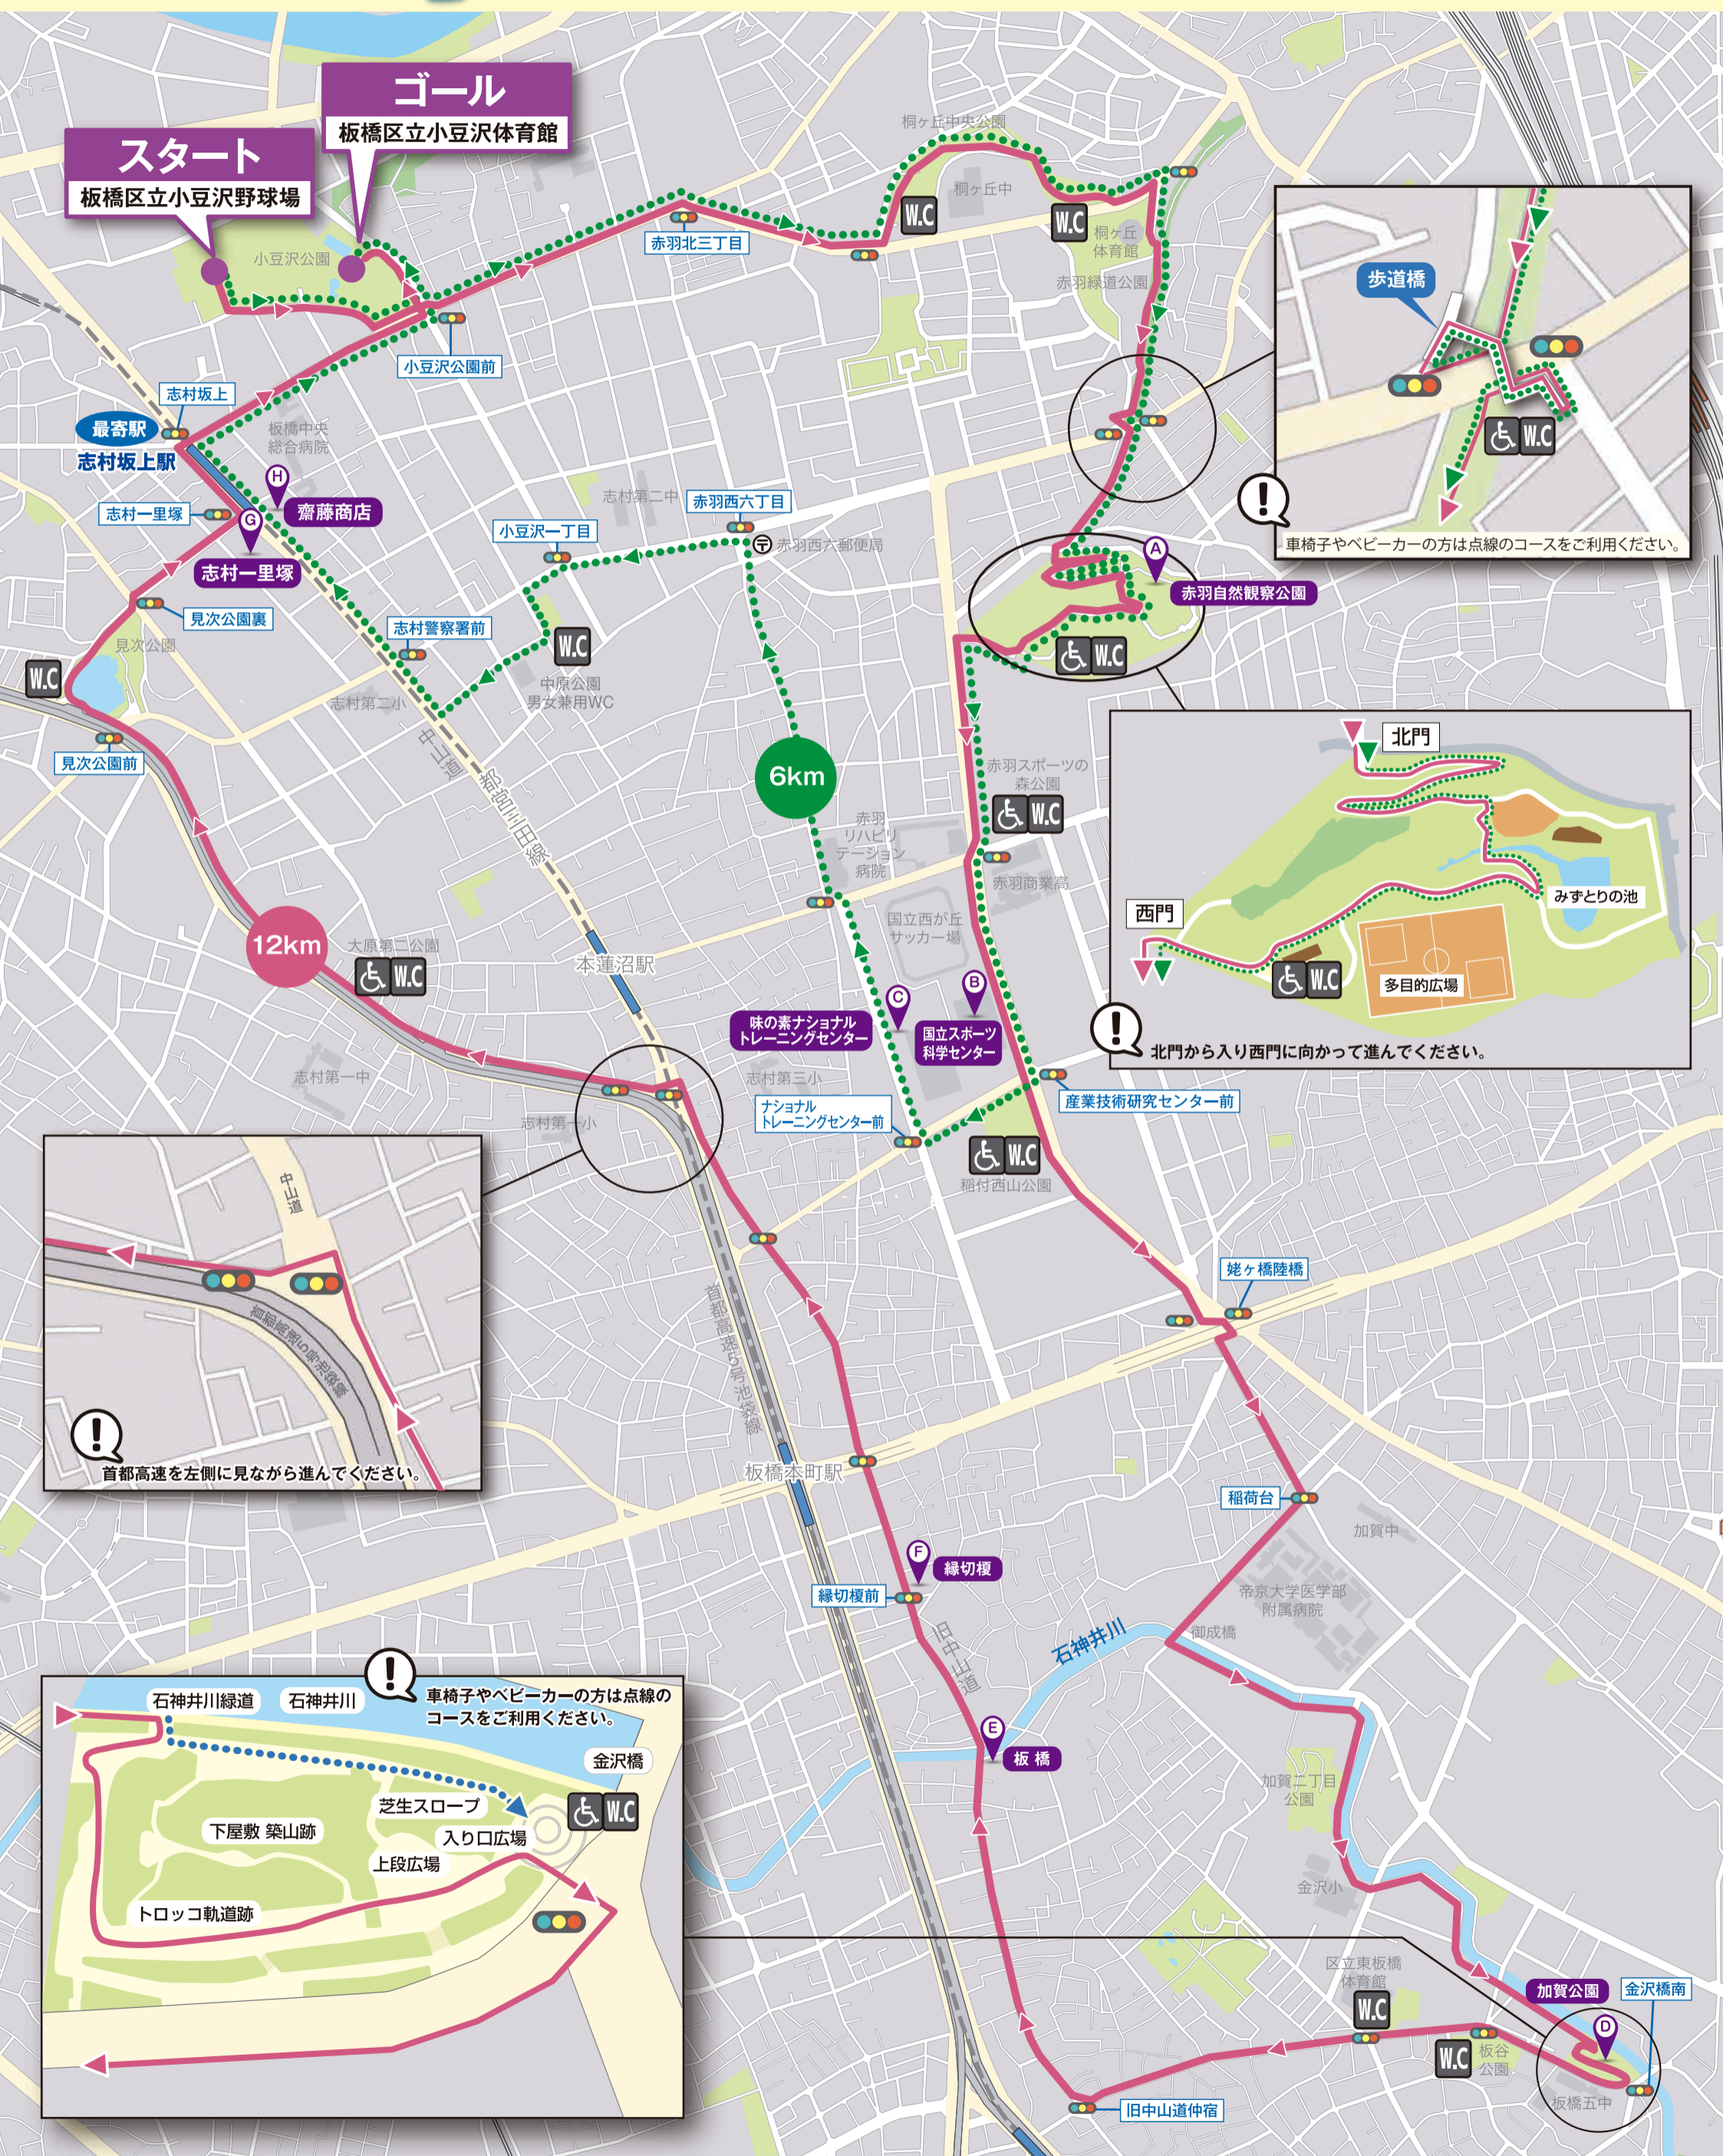 ゴール
板橋区立小豆沢体育館
スタート
板橋区立小豆沢野球場
小豆沢公園
桐ヶ丘中央公園
桐ヶ丘中
W.C
W.C
桐ヶ丘
体育館
赤羽緑道公園
赤羽北三丁目
小豆沢公園前
志村坂上
最寄駅
志村坂上駅
板橋中央
総合病院
H
齋藤商店
志村一里塚
G
志村一里塚
見次公園裏
見次公園
W.C
見次公園前
志村第二中
赤羽西六丁目
赤羽西六郵便局
小豆沢一丁目
志村警察署前
W.C
中原公園
男女兼用WC
志村第二小
中山道
都営三田線
歩道橋
W.C
!
車椅子やベビーカーの方は点線のコースをご利用ください。
A
赤羽自然観察公園
W.C
北門
西門
みずとりの池
多目的広場
W.C
!
北門から入り西門に向かって進んでください。
6km
赤羽スポーツの
森公園
W.C
赤羽
リハビリ
テーション
病院
赤羽商業高
国立西が丘
サッカー場
12km
大原第二公園
W.C
本蓮沼駅
B
国立スポーツ
科学センター
C
味の素ナショナル
トレーニングセンター
志村第三小
ナショナル
トレーニングセンター前
産業技術研究センター前
W.C
稲付西山公園
志村第一中
志村第一小
中山道
首都高速5号池袋線
!
首都高速を左側に見ながら進んでください。
首都高速5号池袋線
姥ヶ橋陸橋
板橋本町駅
稲荷台
加賀中
帝京大学医学部
附属病院
F
縁切榎
縁切榎前
旧中山道
石神井川
御成橋
E
板橋
加賀二丁目
公園
金沢小
!
車椅子やベビーカーの方は点線の
コースをご利用ください。
石神井川緑道
石神井川
金沢橋
芝生スロープ
W.C
下屋敷 築山跡
入り口広場
上段広場
トロッコ軌道跡
区立東板橋
体育館
W.C
加賀公園
金沢橋南
D
W.C
板谷
公園
板橋五中
旧中山道仲宿